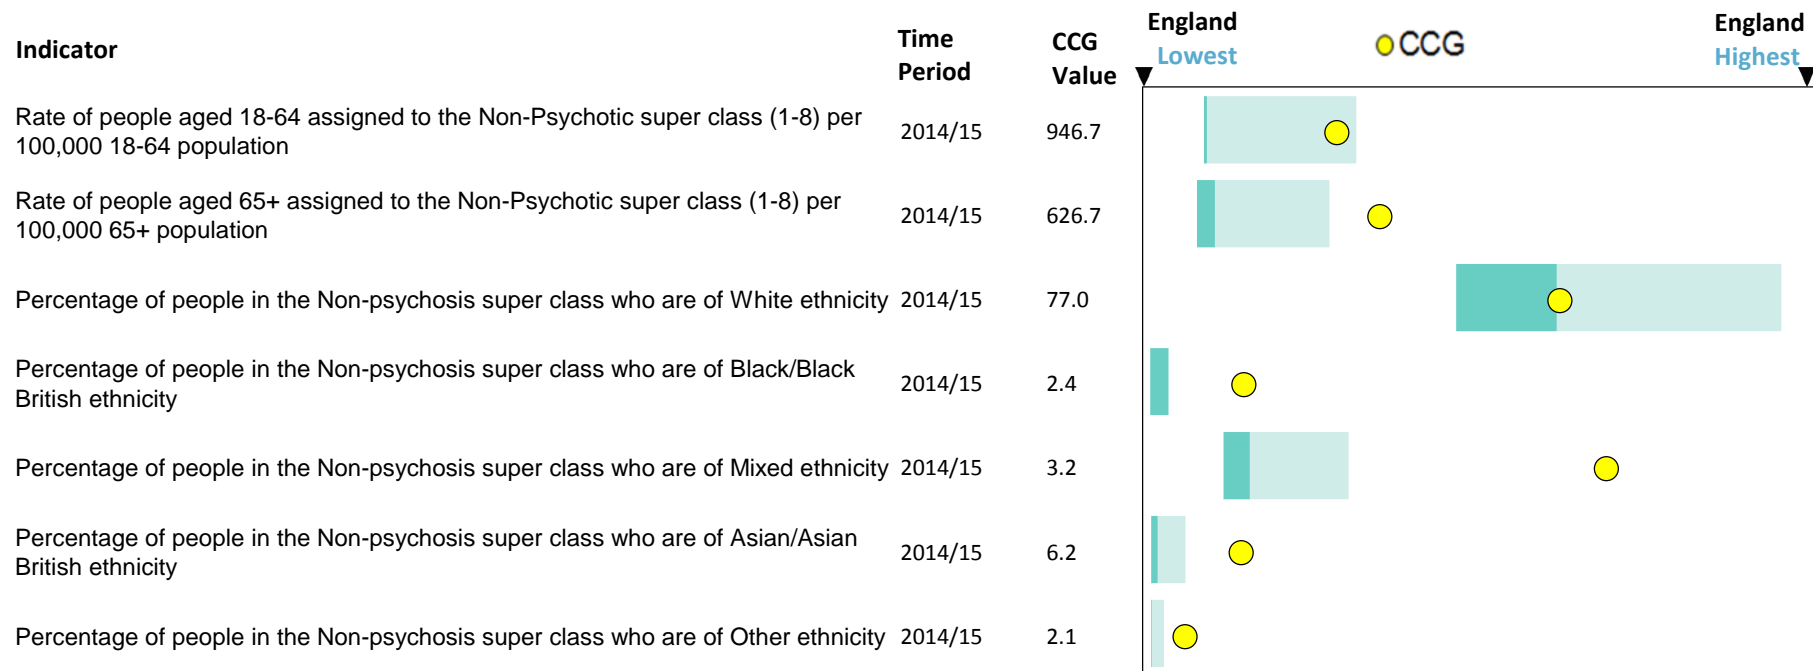 Indicator
Time
Period
CCG
Value
England
Lowest
CCG
England
Highest
Rate of people aged 18-64 assigned to the Non-Psychotic super class (1-8) per
100,000 18-64 population
2014/15
946.7
Rate of people aged 65+ assigned to the Non-Psychotic super class (1-8) per
100,000 65+ population
2014/15
626.7
Percentage of people in the Non-psychosis super class who are of White ethnicity
2014/15
77.0
Percentage of people in the Non-psychosis super class who are of Black/Black
British ethnicity
2014/15
2.4
Percentage of people in the Non-psychosis super class who are of Mixed ethnicity
2014/15
3.2
Percentage of people in the Non-psychosis super class who are of Asian/Asian
British ethnicity
2014/15
6.2
Percentage of people in the Non-psychosis super class who are of Other ethnicity
2014/15
2.1